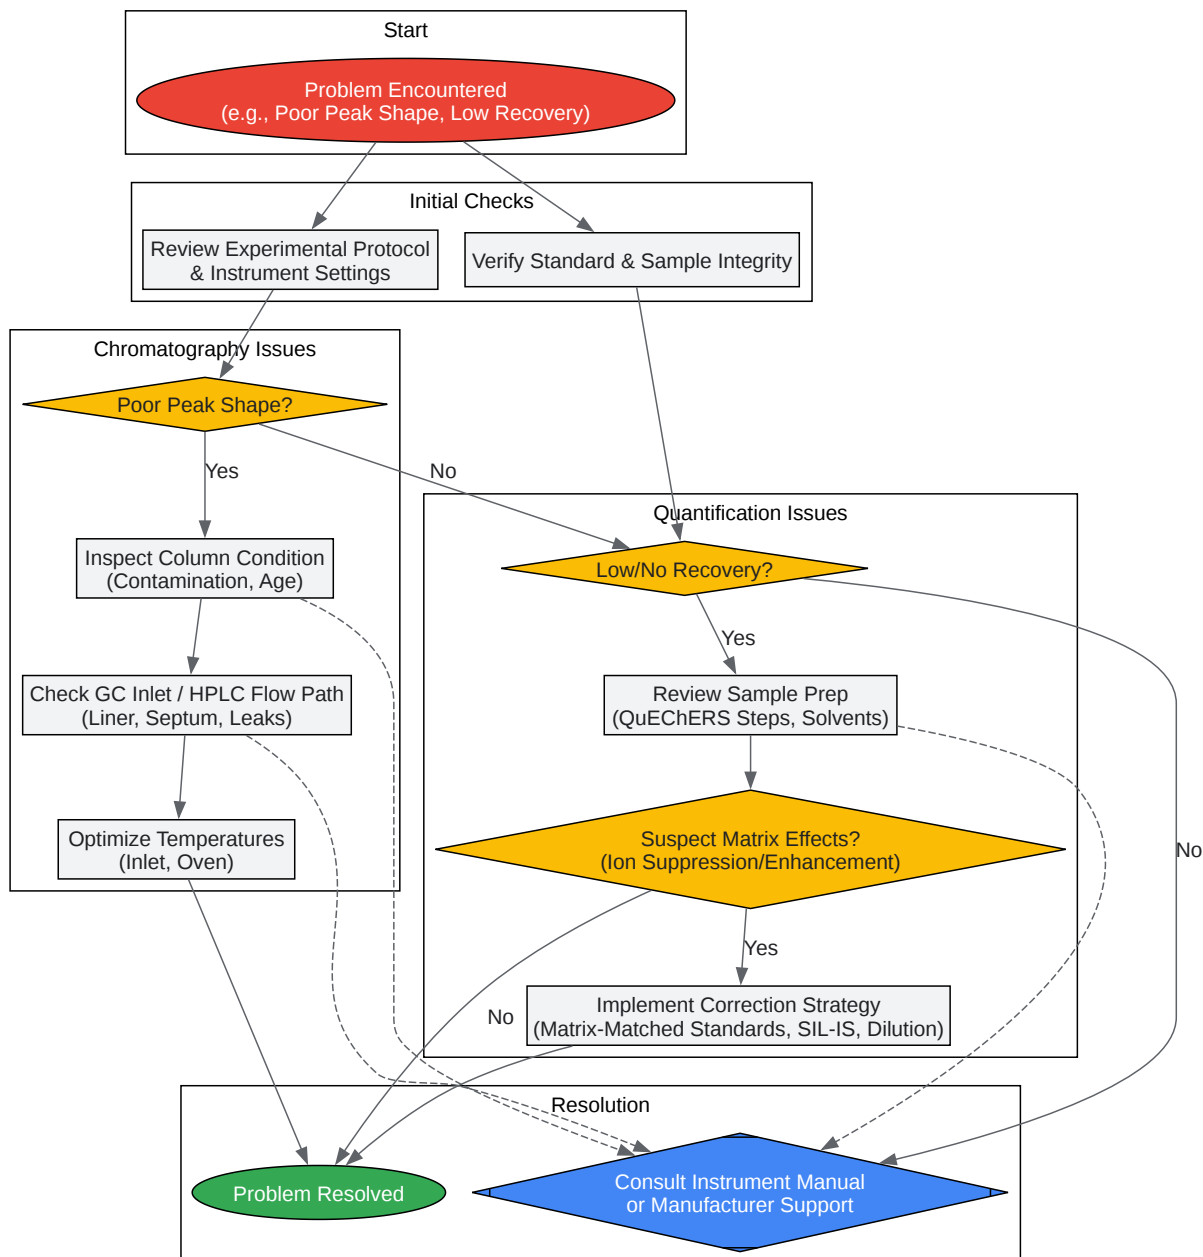 Start
Problem Encountered
(e.g., Poor Peak Shape, Low Recovery)
Initial Checks
Review Experimental Protocol
& Instrument Settings
Verify Standard & Sample Integrity
Chromatography Issues
Poor Peak Shape?
Yes
No
Inspect Column Condition
(Contamination, Age)
Check GC Inlet / HPLC Flow Path
(Liner, Septum, Leaks)
Optimize Temperatures
(Inlet, Oven)
Quantification Issues
Low/No Recovery?
Yes
Review Sample Prep
(QuEChERS Steps, Solvents)
Suspect Matrix Effects?
(Ion Suppression/Enhancement)
No
Yes
Implement Correction Strategy
(Matrix-Matched Standards, SIL-IS, Dilution)
No
Resolution
Problem Resolved
Consult Instrument Manual
or Manufacturer Support